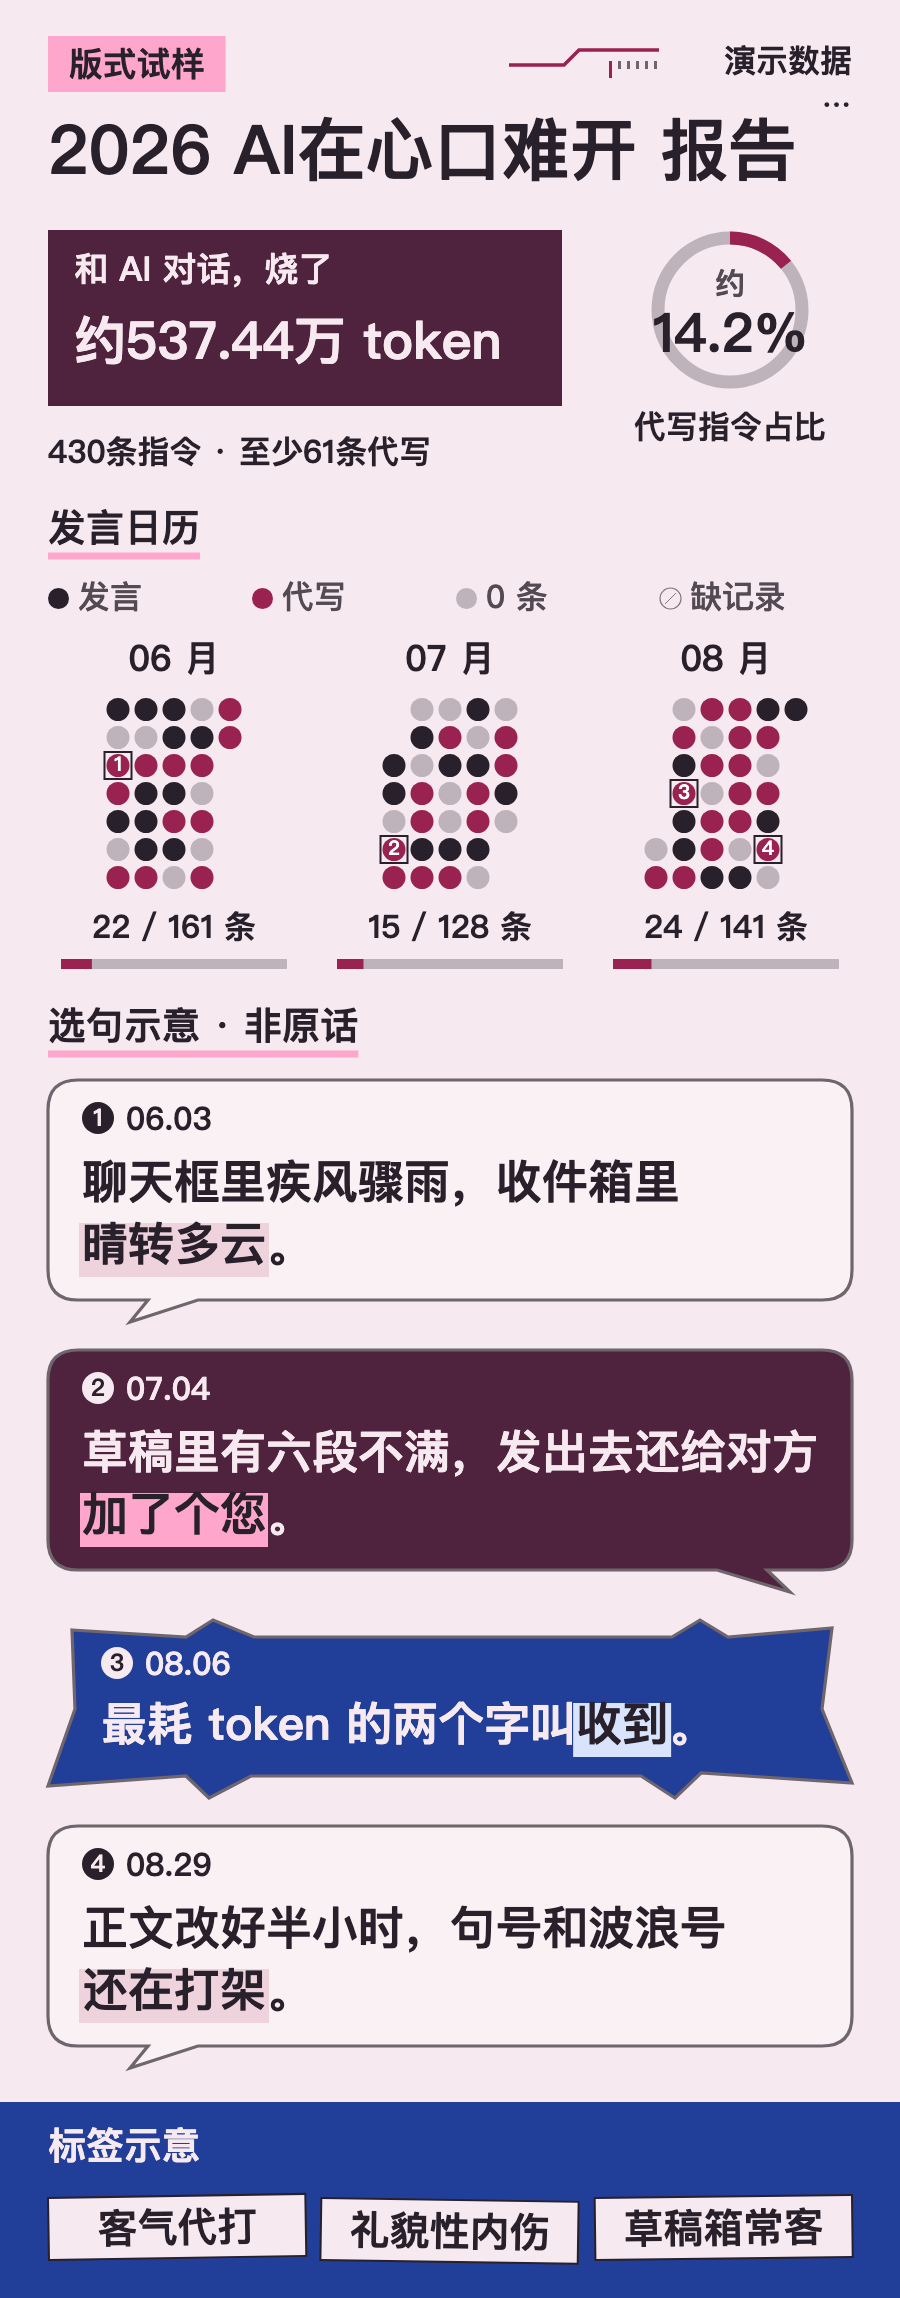 版式试样
演示数据
...
2026 AI在心口难开 报告
和 AI 对话，烧了
约537.44万 token
约
14.2%
代写指令占比
430条指令 · 至少61条代写
发言日历
发言
代写
0 条
缺记录
06 月
07 月
08 月
1
2
3
4
22 / 161 条
15 / 128 条
24 / 141 条
选句示意 · 非原话
1 06.03
聊天框里疾风骤雨，收件箱里
晴转多云。
2 07.04
草稿里有六段不满，发出去还给对方
加了个您。
3 08.06
最耗 token 的两个字叫收到。
4 08.29
正文改好半小时，句号和波浪号
还在打架。
标签示意
客气代打
礼貌性内伤
草稿箱常客